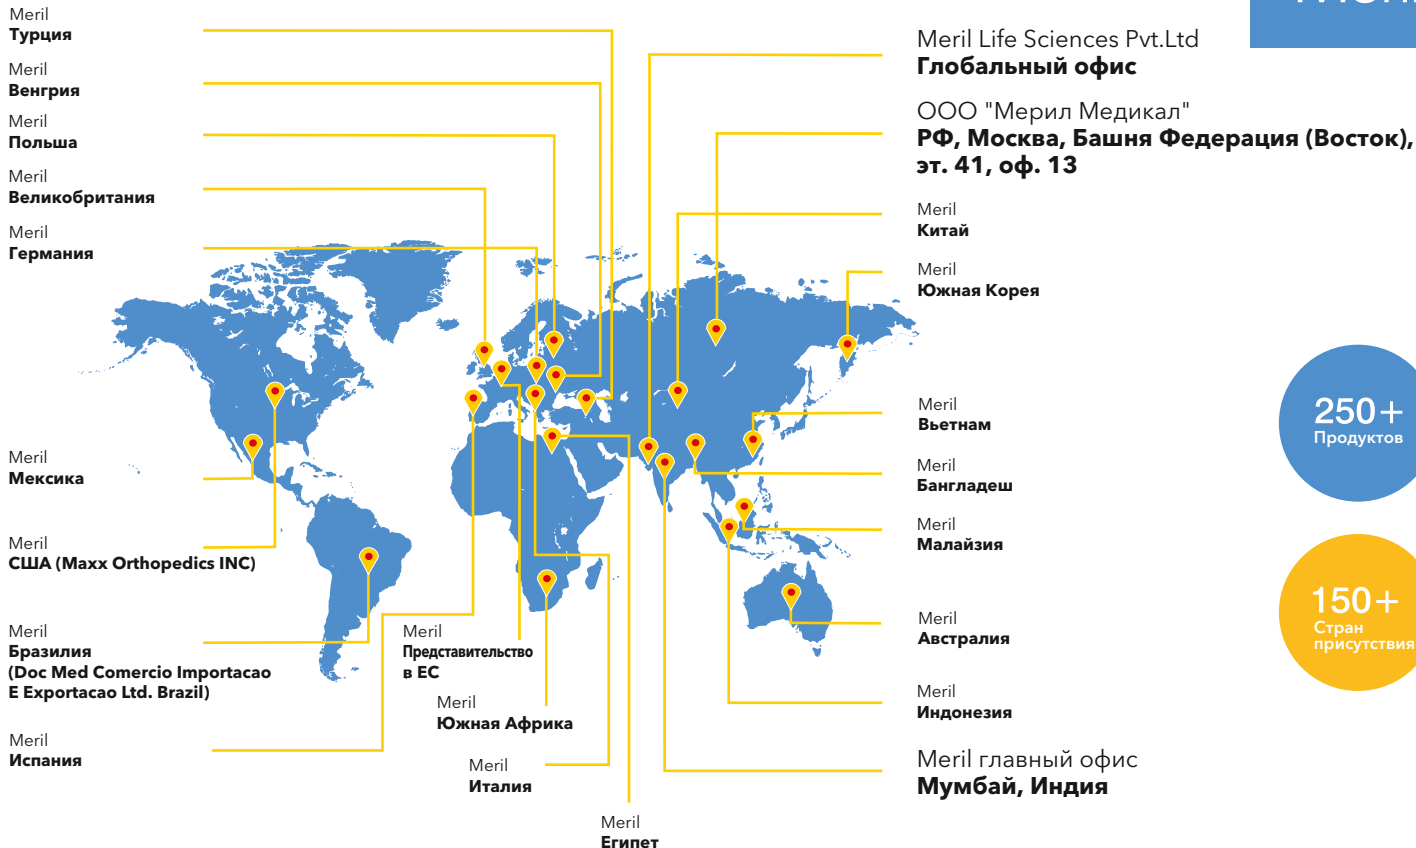 Meril
Турция
Meril
Венгрия
Meril
Польша
Meril
Великобритания
Meril
Германия
Meril
Мексика
Meril
США (Maxx Orthopedics INC)
Meril
Бразилия
(Doc Med Comercio Importacao
E Exportacao Ltd. Brazil)
Meril
Испания
Meril
Представительство
в ЕС
Meril
Южная Африка
Meril
Италия
Meril
Египет
Meril Life Sciences Pvt.Ltd
Глобальный офис
ООО "Мерил Медикал"
РФ, Москва, Башня Федерация (Восток),
эт. 41, оф. 13
Meril
Китай
Meril
Южная Корея
Meril
Вьетнам
Meril
Бангладеш
Meril
Малайзия
Meril
Австралия
Meril
Индонезия
Meril главный офис
Мумбай, Индия
250+
Продуктов
150+
Стран
присутствия